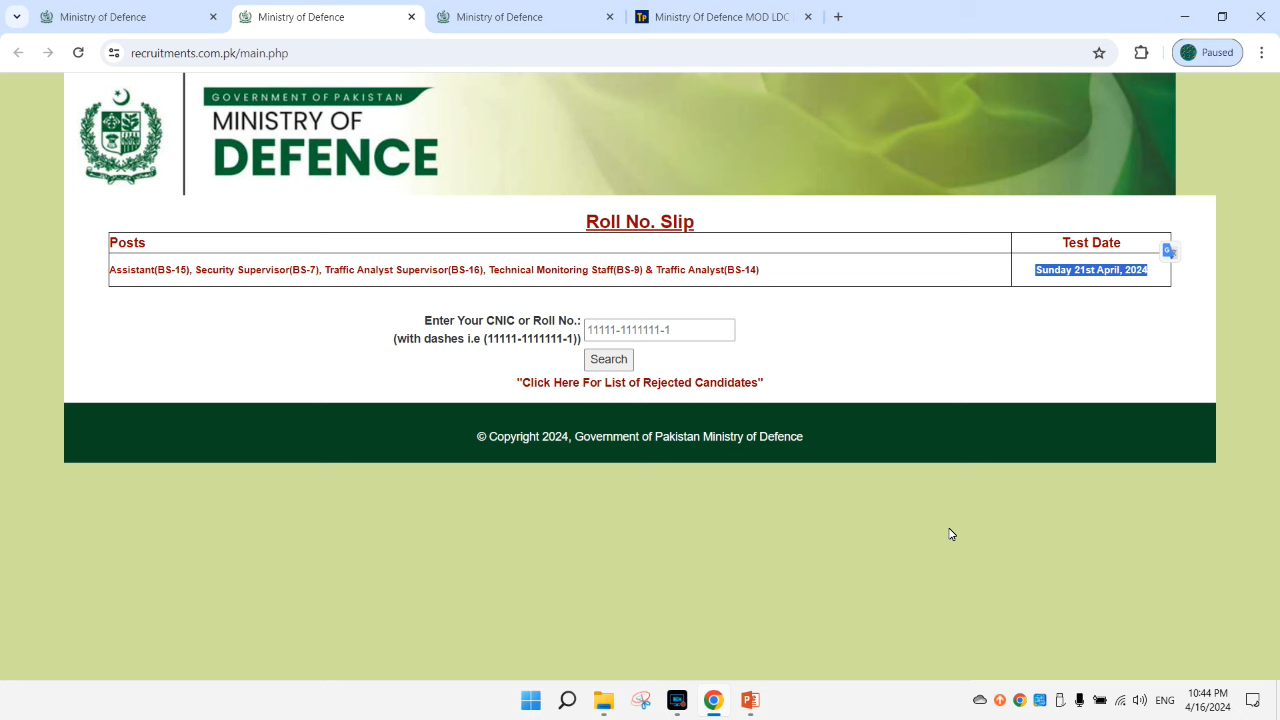 Ministry of Defence
Ministry of Defence
Ministry of Defence
Tp
Ministry of Defence MOD LDC
recruitments.com.pk/main.php
Paused
GOVERNMENT OF PAKISTAN
MINISTRY OF
DEFENCE
Roll No. Slip
Posts
Test Date
Assistant(BS-15), Security Supervisor(BS-7), Traffic Analyst Supervisor(BS-16), Technical Monitoring Staff(BS-9) & Traffic Analyst(BS-14)
Sunday 21st April, 2024
Enter Your CNIC or Roll No.:
(with dashes i.e (11111-1111111-1))
11111-1111111-1
Search
"Click Here For List of Rejected Candidates"
© Copyright 2024, Government of Pakistan Ministry of Defence
ENG
10:44 PM
4/16/2024